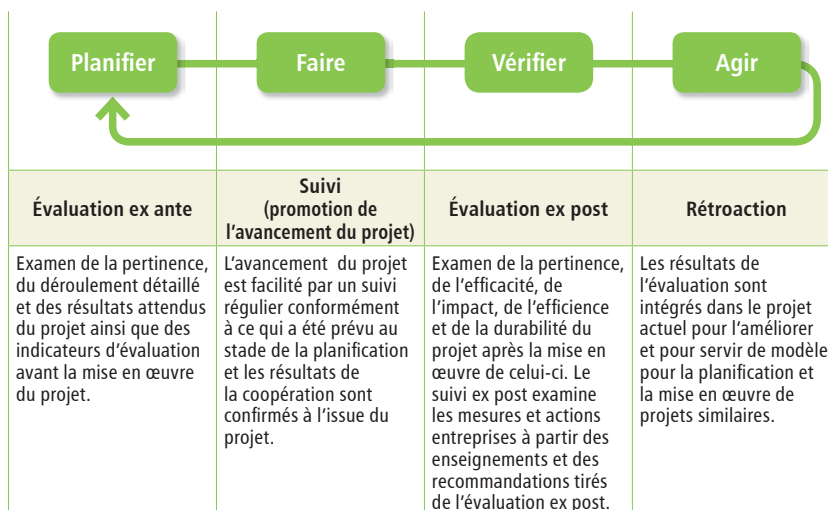 Planifier
Faire
Vérifier
Agir
Évaluation ex ante
Suivi
(promotion de
l'avancement du projet)
Évaluation ex post
Rétroaction
Examen de la pertinence,
du déroulement détaillé
et des résultats attendus
du projet ainsi que des
indicateurs d'évaluation
avant la mise en œuvre
du projet.
L'avancement du projet
est facilité par un suivi
régulier conformément
à ce qui a été prévu au
stade de la planification
et les résultats de
la coopération sont
confirmés à l'issue du
projet.
Examen de la pertinence,
de l'efficacité, de
l'impact, de l'efficience
et de la durabilité du
projet après la mise en
œuvre de celui-ci. Le
suivi ex post examine
les mesures et actions
entreprises à partir des
enseignements et des
recommandations tirés
de l'évaluation ex post.
Les résultats de
l'évaluation sont
intégrés dans le projet
actuel pour l'améliorer
et pour servir de modèle
pour la planification et
la mise en œuvre de
projets similaires.